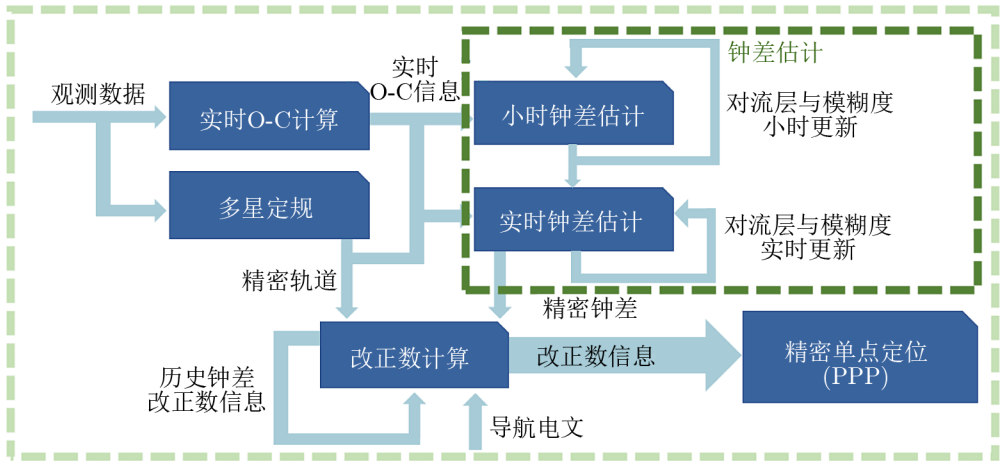 观测数据
实时O-C计算
实时
O-C信息
钟差估计
小时钟差估计
对流层与模糊度
小时更新
多星定规
实时钟差估计
对流层与模糊度
实时更新
精密轨道
精密钟差
改正数计算
改正数信息
精密单点定位
(PPP)
历史钟差
改正数信息
导航电文